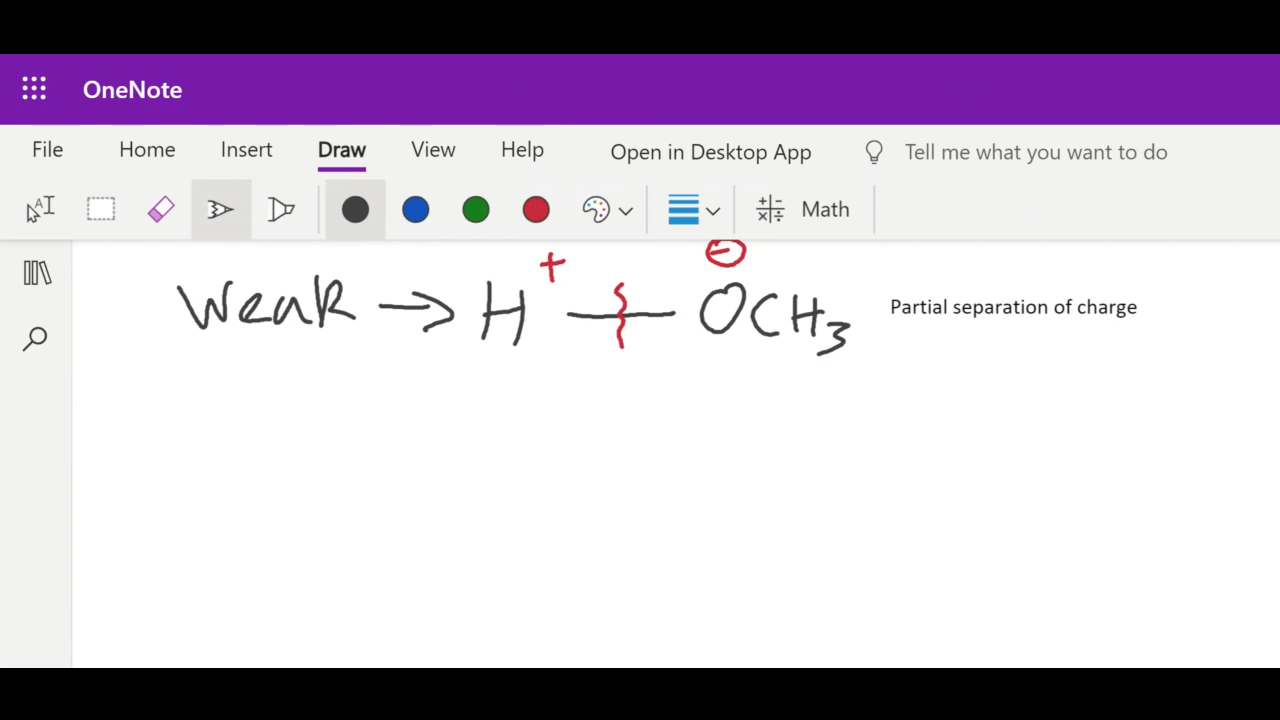 OneNote
File Home Insert Draw View Help Open in Desktop App Tell me what you want to do
Math
+ −
Weak → H — OCH₃ Partial separation of charge